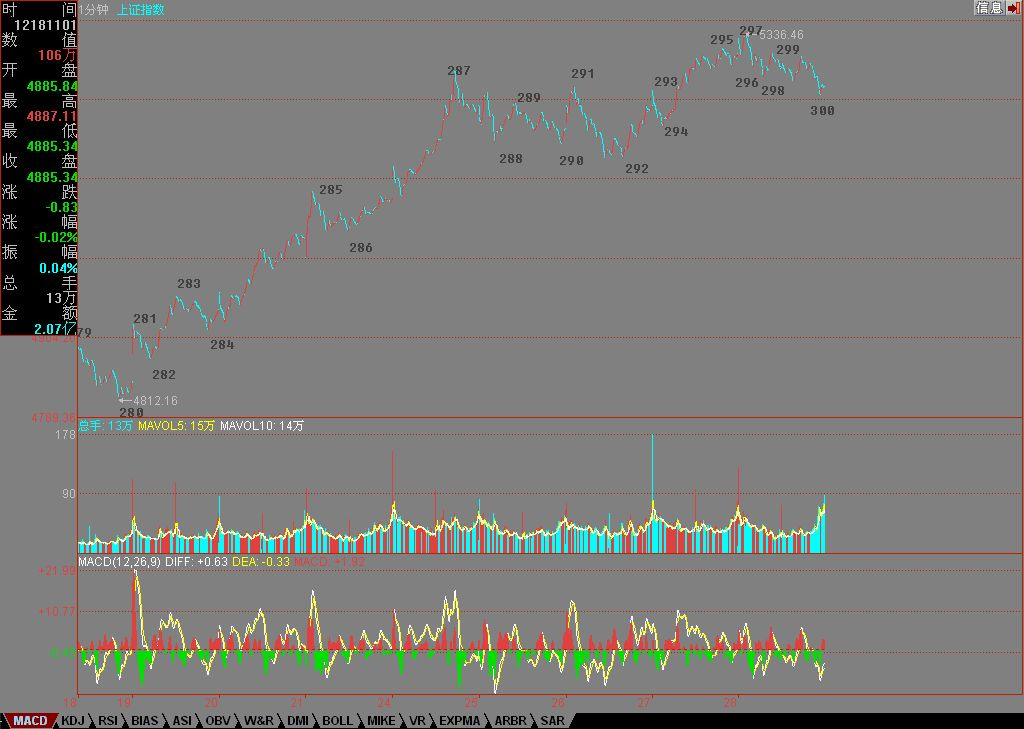 时 间 1分钟 上证指数 信息
12181101
数 值
106万
开 盘
4885.84
最 高
4887.11
最 低
4885.34
收 盘
4885.34
涨 跌
-0.83
涨 幅
-0.02%
振 幅
0.04%
总 手
13万
金 额
2.07亿
297 5336.46
295
299
287
291
293
296
298
289
300
294
288
290
292
285
286
283
281
284
79
4904.26
282
4812.16
280
4789.36
总手: 13万 MAVOL5: 15万 MAVOL10: 14万
178
90
MACD(12,26,9) DIFF: +0.63 DEA: -0.33 MACD: +1.92
+21.99
+10.77
18 19 20 21 24 25 26 27 28
MACD KDJ RSI BIAS ASI OBV W&R DMI BOLL MIKE VR EXPMA ARBR SAR